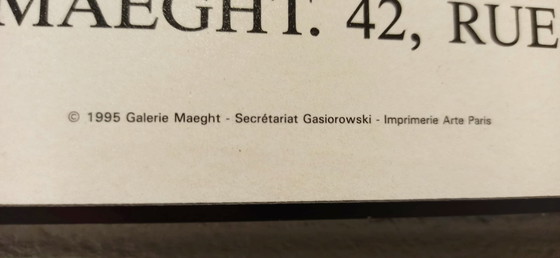 MAEGHT. 42, RUE
© 1995 Galerie Maeght - Secrétariat Gasiorowski - Imprimerie Arte Paris